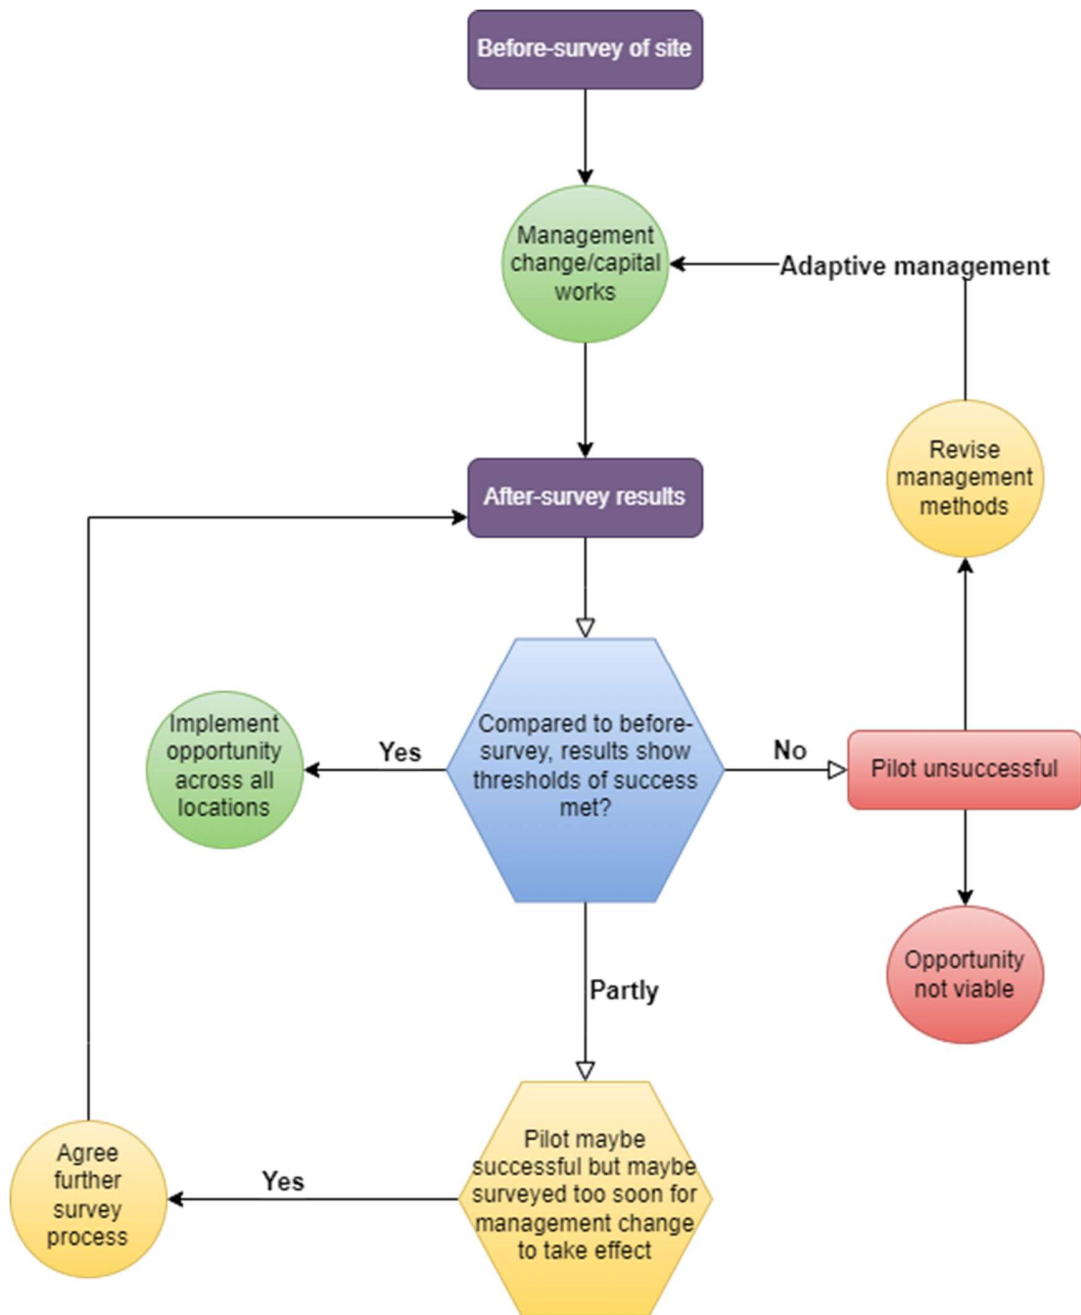 Before-survey of site
Management
change/capital
works
Adaptive management
Revise
management
methods
After-survey results
Implement
opportunity
across all
locations
Yes
Compared to before-
survey, results show
thresholds of success
met?
No
Pilot unsuccessful
Opportunity
not viable
Partly
Agree
further
survey
process
Yes
Pilot maybe
successful but maybe
surveyed too soon for
management change
to take effect